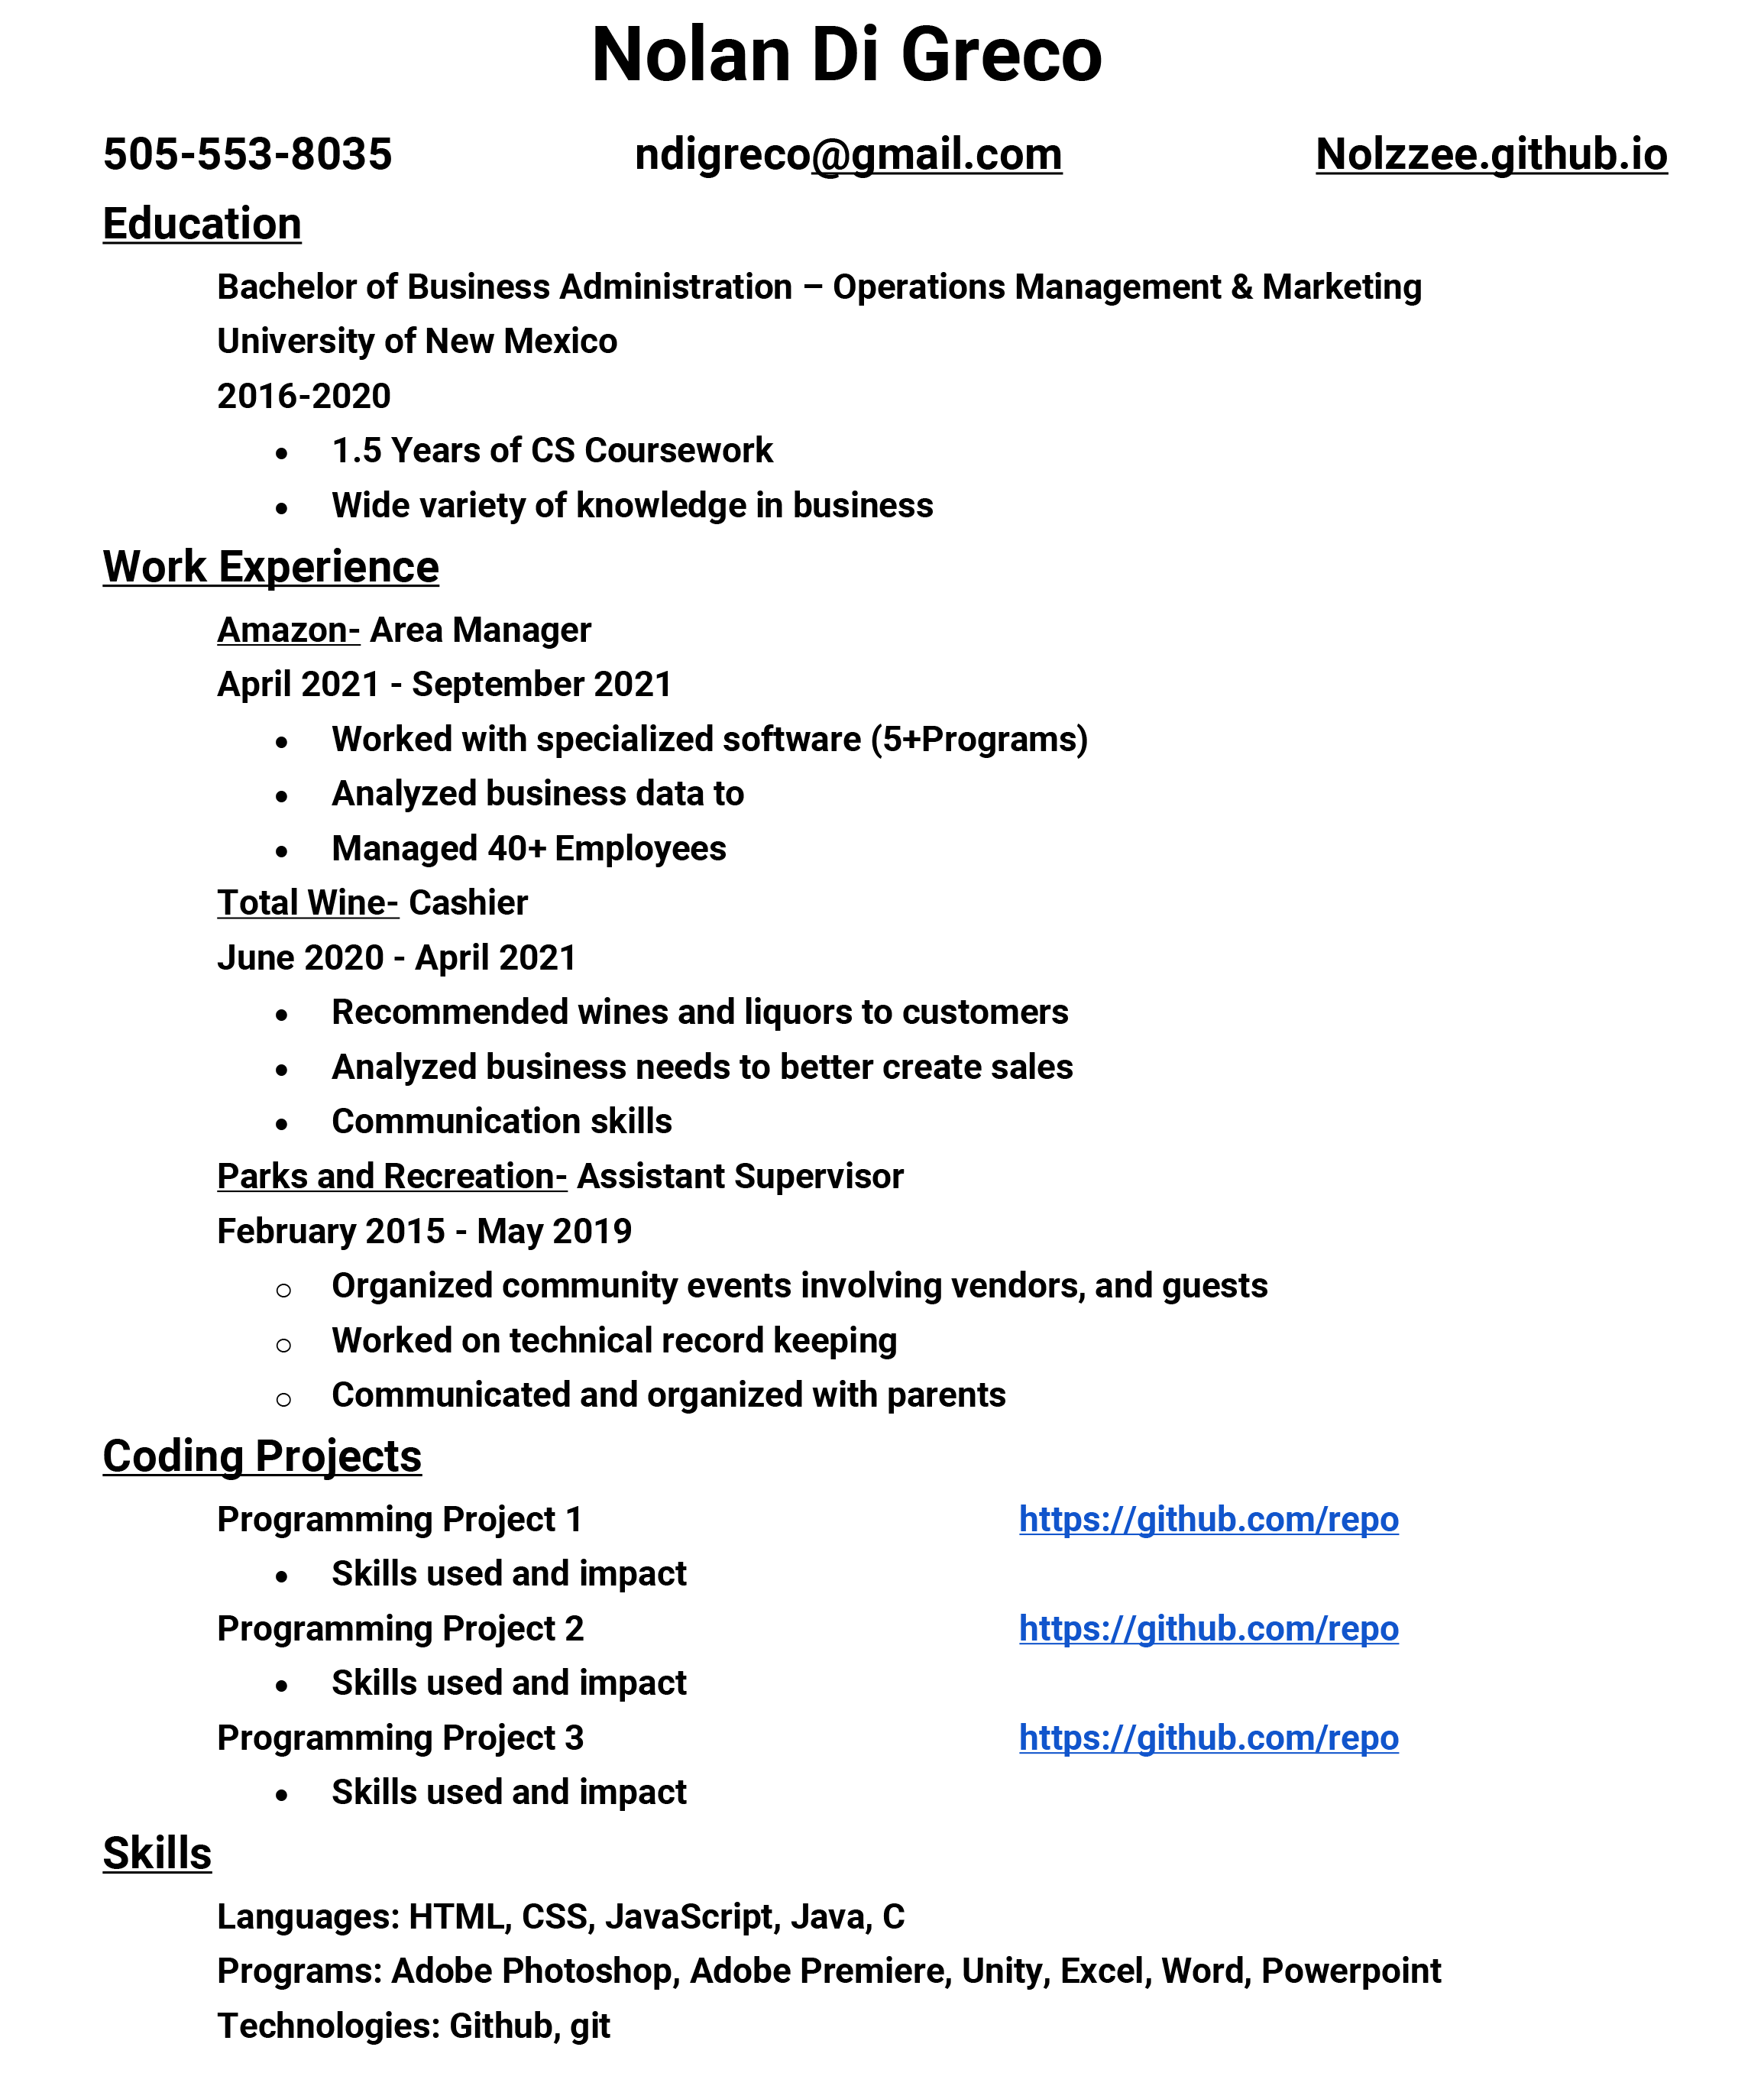 Nolan Di Greco
505-553-8035 ndigreco@gmail.com Nolzzee.github.io
Education
Bachelor of Business Administration – Operations Management & Marketing
University of New Mexico
2016-2020
• 1.5 Years of CS Coursework
• Wide variety of knowledge in business
Work Experience
Amazon- Area Manager
April 2021 - September 2021
• Worked with specialized software (5+Programs)
• Analyzed business data to
• Managed 40+ Employees
Total Wine- Cashier
June 2020 - April 2021
• Recommended wines and liquors to customers
• Analyzed business needs to better create sales
• Communication skills
Parks and Recreation- Assistant Supervisor
February 2015 - May 2019
○ Organized community events involving vendors, and guests
○ Worked on technical record keeping
○ Communicated and organized with parents
Coding Projects
Programming Project 1 https://github.com/repo
• Skills used and impact
Programming Project 2 https://github.com/repo
• Skills used and impact
Programming Project 3 https://github.com/repo
• Skills used and impact
Skills
Languages: HTML, CSS, JavaScript, Java, C
Programs: Adobe Photoshop, Adobe Premiere, Unity, Excel, Word, Powerpoint
Technologies: Github, git